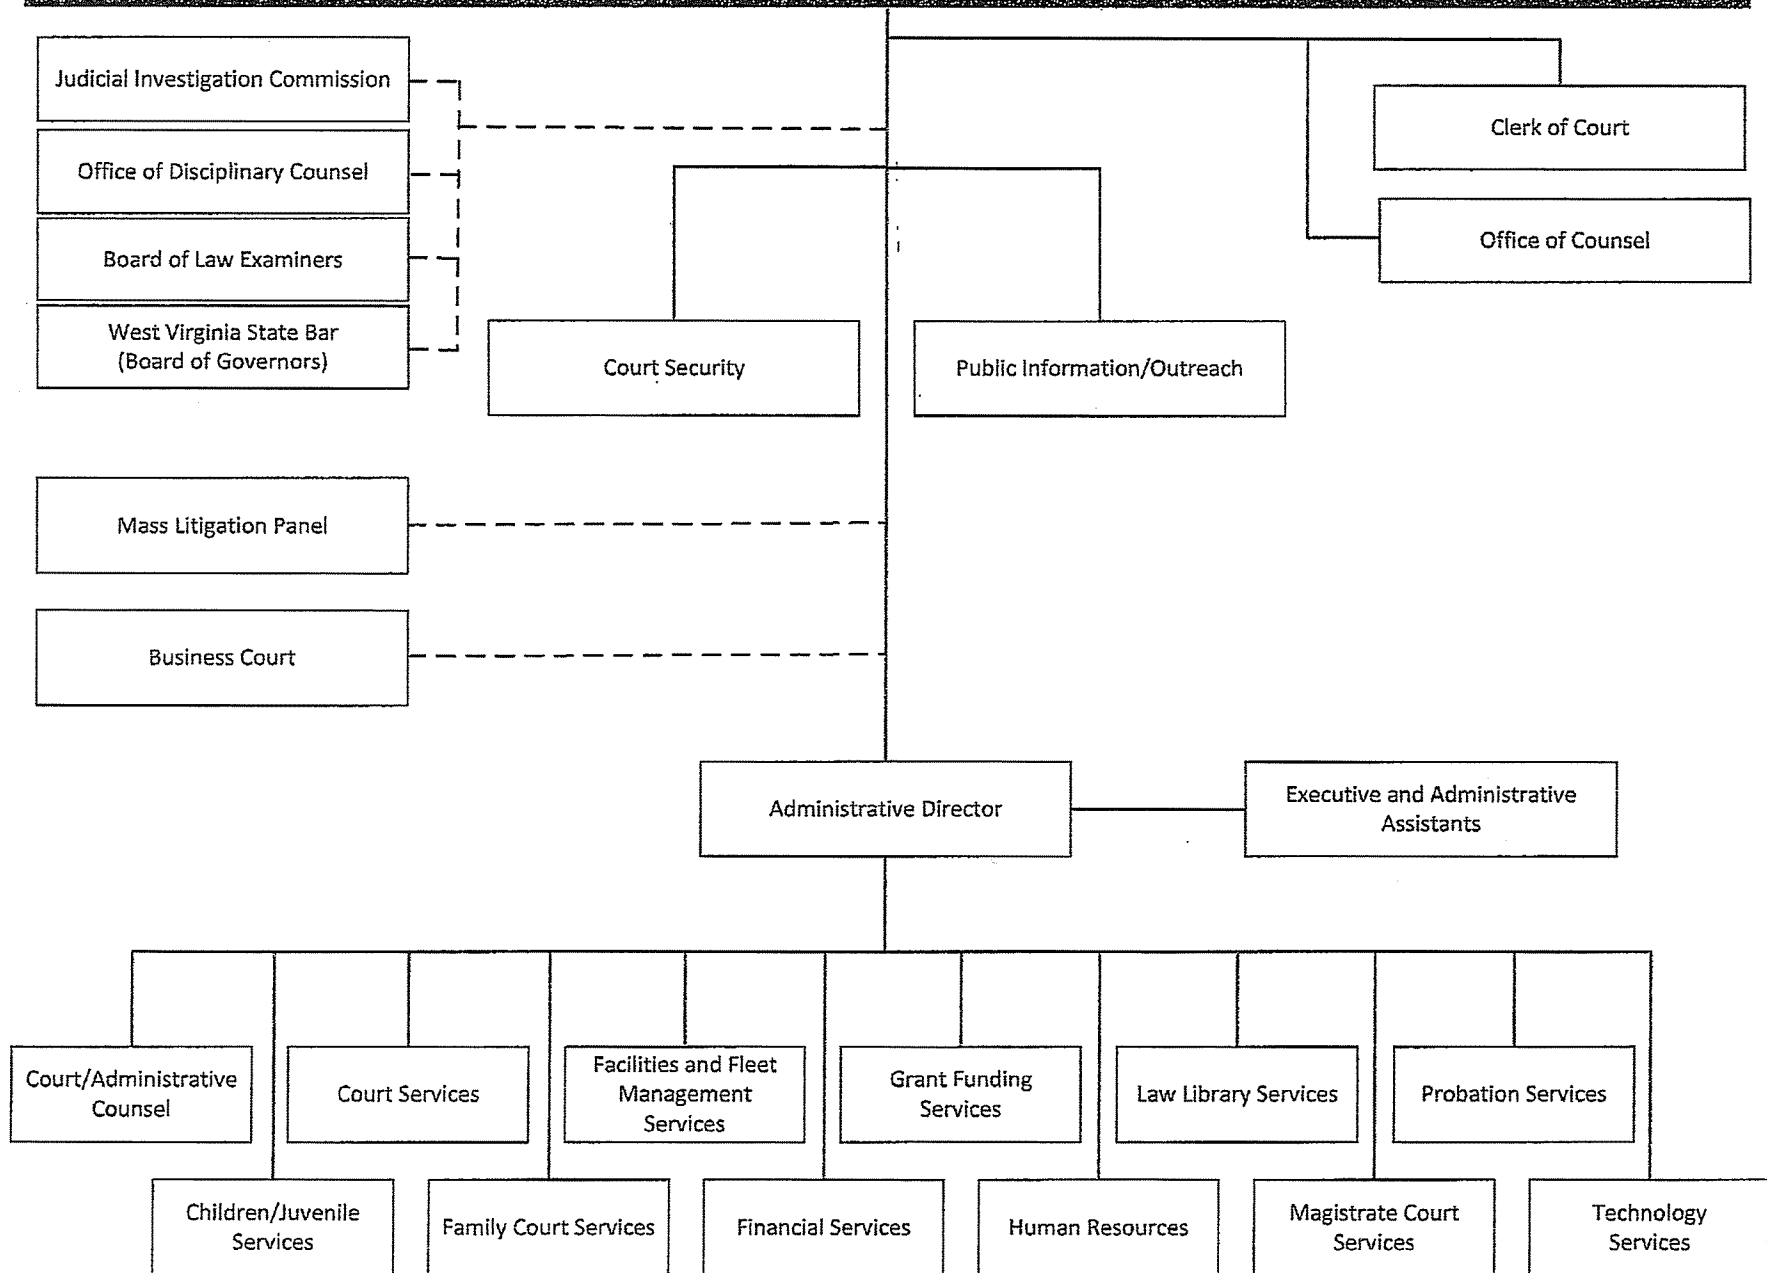 Judicial Investigation Commission
Office of Disciplinary Counsel
Board of Law Examiners
West Virginia State Bar
(Board of Governors)
Clerk of Court
Office of Counsel
Court Security
Public Information/Outreach
Mass Litigation Panel
Business Court
Administrative Director
Executive and Administrative
Assistants
Court/Administrative
Counsel
Court Services
Facilities and Fleet
Management
Services
Grant Funding
Services
Law Library Services
Probation Services
Children/Juvenile
Services
Family Court Services
Financial Services
Human Resources
Magistrate Court
Services
Technology
Services